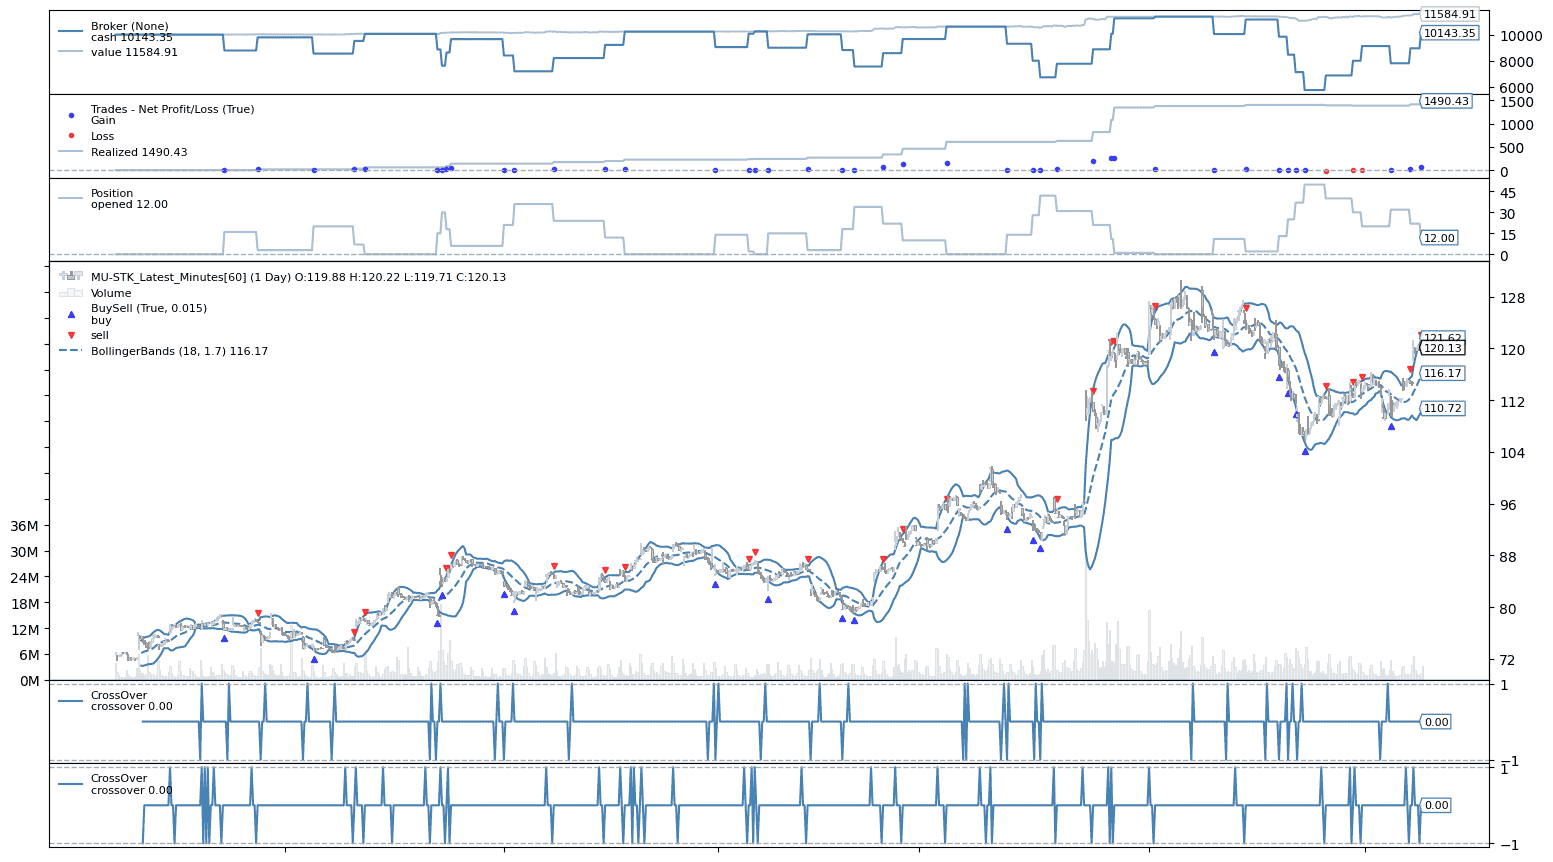 Broker (None)
cash 10143.35
value 11584.91
11584.91
10143.35
10000
8000
6000
Trades - Net Profit/Loss (True)
Gain
Loss
Realized 1490.43
1490.43
1500
1000
500
0
Position
opened 12.00
12.00
45
30
15
0
MU-STK_Latest_Minutes[60] (1 Day) O:119.88 H:120.22 L:119.71 C:120.13
Volume
BuySell (True, 0.015)
buy
sell
BollingerBands (18, 1.7) 116.17
121.62
120.13
116.17
110.72
128
120
112
104
96
88
80
72
36M
30M
24M
18M
12M
6M
0M
CrossOver
crossover 0.00
0.00
1
−1
CrossOver
crossover 0.00
0.00
1
−1